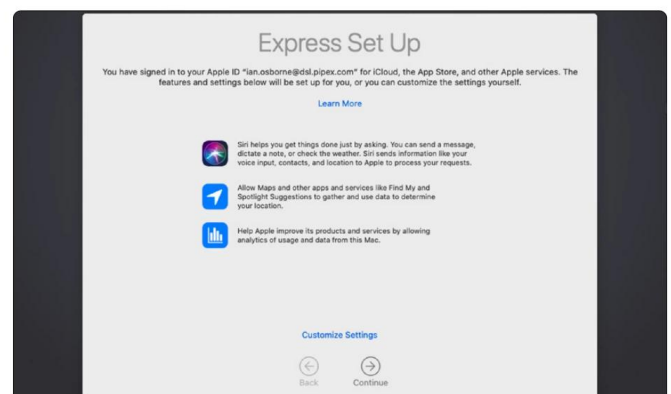 Express Set Up
You have signed in to your Apple ID "ian.osborne@dsl.pipex.com" for iCloud, the App Store, and other Apple services. The
features and settings below will be set up for you, or you can customize the settings yourself.
Learn More
Siri helps you get things done just by asking. You can send a message,
dictate a note, or check the weather. Siri sends information like your
voice input, contacts, and location to Apple to process your requests.
Allow Maps and other apps and services like Find My and
Spotlight Suggestions to gather and use data to determine
your location.
Help Apple improve its products and services by allowing
analytics of usage and data from this Mac.
Customize Settings
Back
Continue